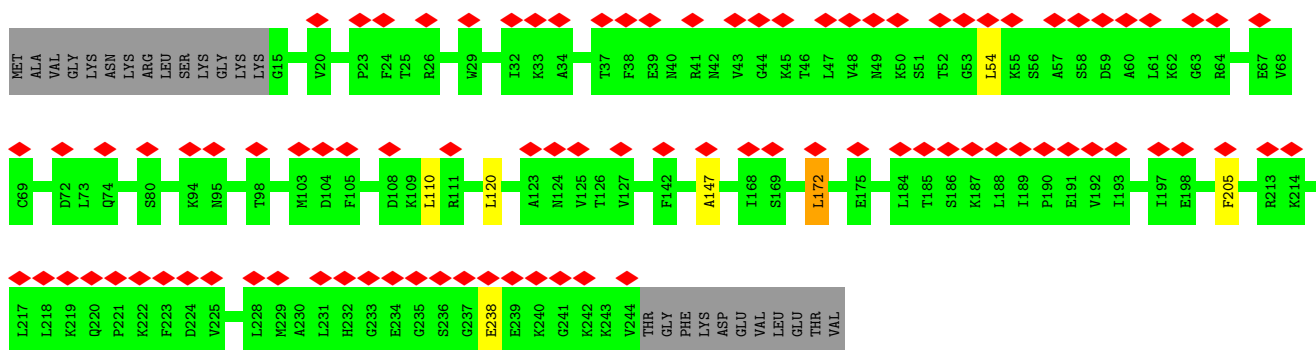 MET ALA VAL GLY LYS ASN LYS ARG LEU SER LYS GLY LYS LYS G15 V20 P23 F24 T25 R26 W29 I32 K33 A34 T37 F38 E39 N40 R41 N42 V43 G44 K45 T46 L47 V48 N49 K50 S51 T52 G53 L54 K55 S56 A57 S58 D59 A60 L61 K62 G63 R64 E67 V68
C69 D72 L73 Q74 S80 K94 N95 T98 M103 D104 F105 D108 K109 L110 R111 L120 A123 N124 V125 T126 V127 F142 A147 I168 S169 L172 E175 L184 T185 S186 K187 L188 I189 P190 E191 V192 I193 I197 E198 F205 R213 K214
L217 L218 K219 Q220 P221 K222 F223 D224 V225 L228 M229 A230 L231 H232 G233 E234 G235 S236 G237 E238 E239 K240 G241 K242 K243 V244 THR GLY PHE LYS ASP GLU VAL LEU GLU THR VAL